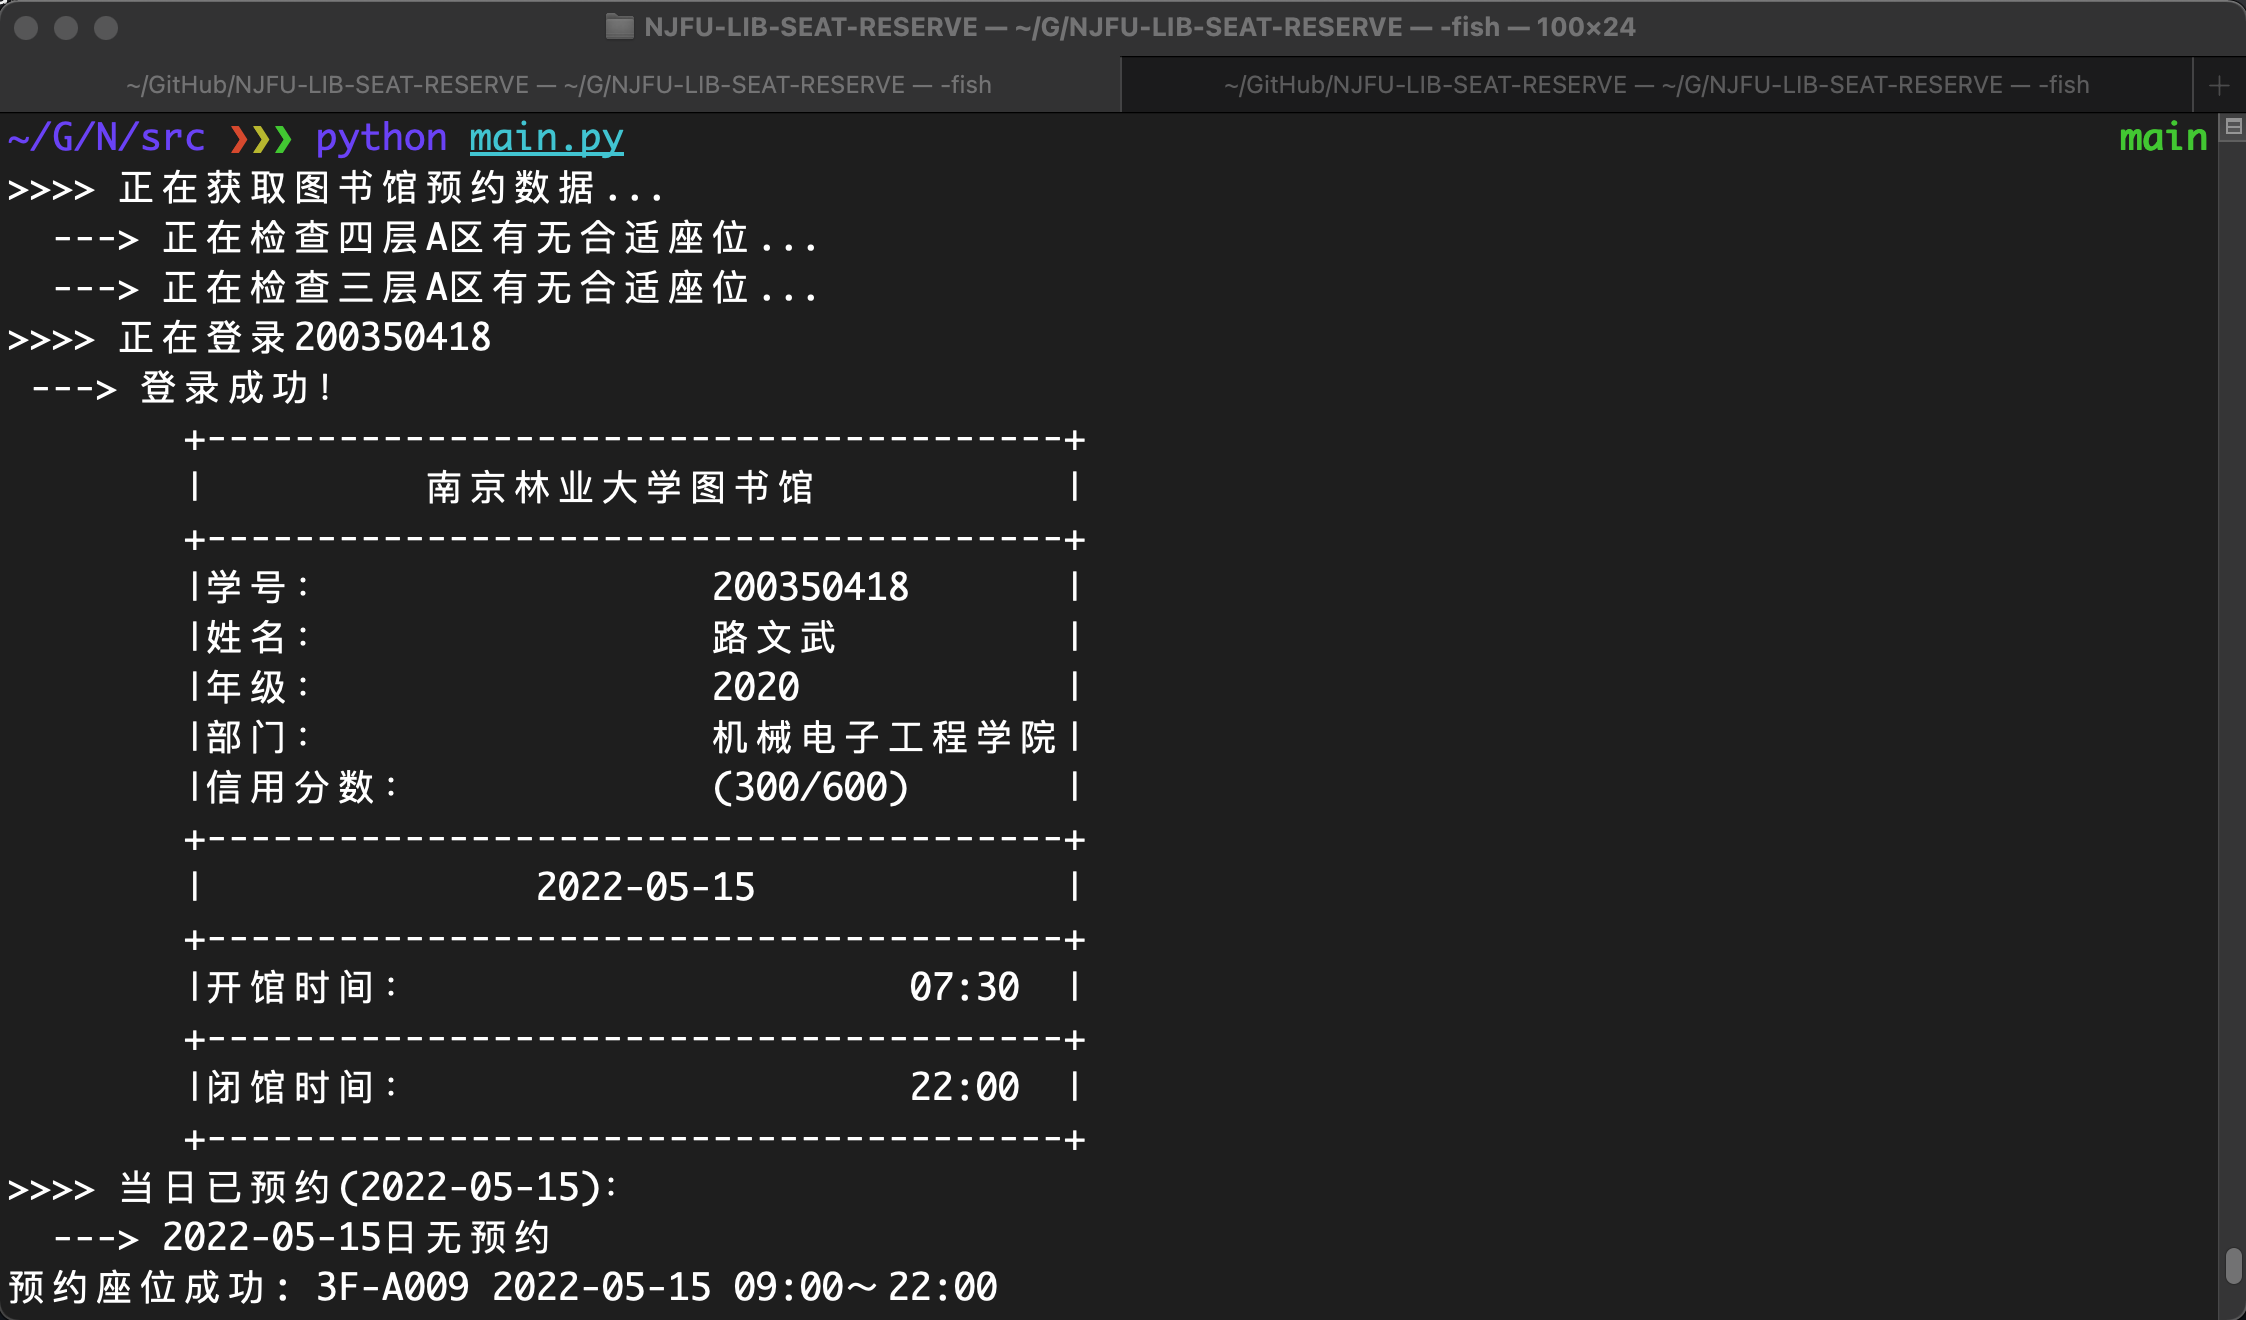 NJFU-LIB-SEAT-RESERVE — ~/G/NJFU-LIB-SEAT-RESERVE — -fish — 100×24
~/GitHub/NJFU-LIB-SEAT-RESERVE — ~/G/NJFU-LIB-SEAT-RESERVE — -fish
~/GitHub/NJFU-LIB-SEAT-RESERVE — ~/G/NJFU-LIB-SEAT-RESERVE — -fish +
~/G/N/src ❯❯❯ python main.py main
>>>> 正在获取图书馆预约数据...
---> 正在检查四层A区有无合适座位...
---> 正在检查三层A区有无合适座位...
>>>> 正在登录200350418
---> 登录成功!
+---------------------------------------+
| 南京林业大学图书馆 |
+---------------------------------------+
|学号: 200350418 |
|姓名: 路文武 |
|年级: 2020 |
|部门: 机械电子工程学院|
|信用分数: (300/600) |
+---------------------------------------+
| 2022-05-15 |
+---------------------------------------+
|开馆时间: 07:30 |
+---------------------------------------+
|闭馆时间: 22:00 |
+---------------------------------------+
>>>> 当日已预约(2022-05-15):
---> 2022-05-15日无预约
预约座位成功: 3F-A009 2022-05-15 09:00～22:00